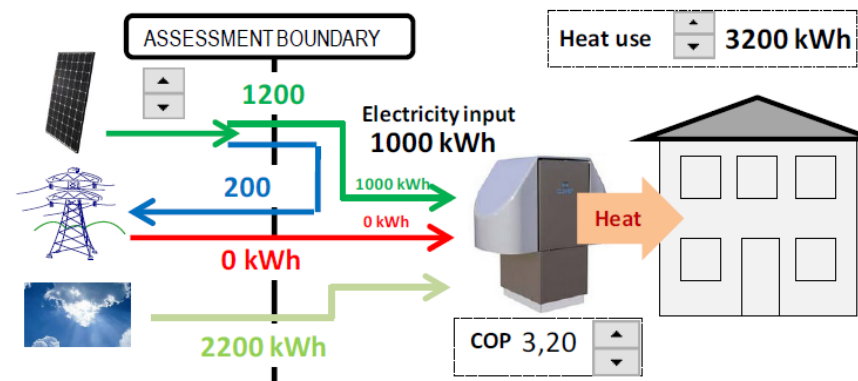 ASSESSMENT BOUNDARY
Heat use 3200 kWh
1200
Electricity input
1000 kWh
1000 kWh
200
0 kWh
Heat
0 kWh
2200 kWh
COP 3,20